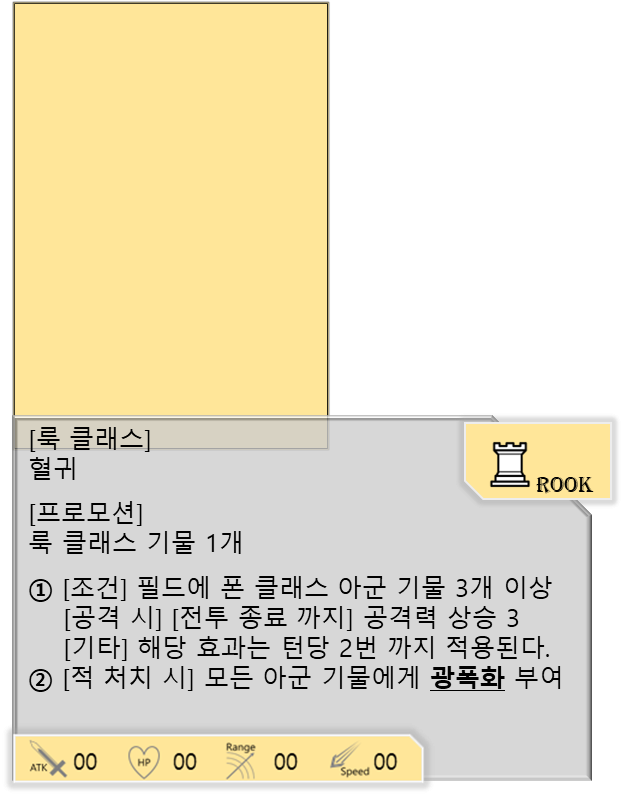 [룩 클래스]
혈귀
ROOK
[프로모션]
룩 클래스 기물 1개
① [조건] 필드에 폰 클래스 아군 기물 3개 이상
[공격 시] [전투 종료 까지] 공격력 상승 3
[기타] 해당 효과는 턴당 2번 까지 적용된다.
② [적 처치 시] 모든 아군 기물에게 광폭화 부여
ATK 00 HP 00 Range 00 Speed 00